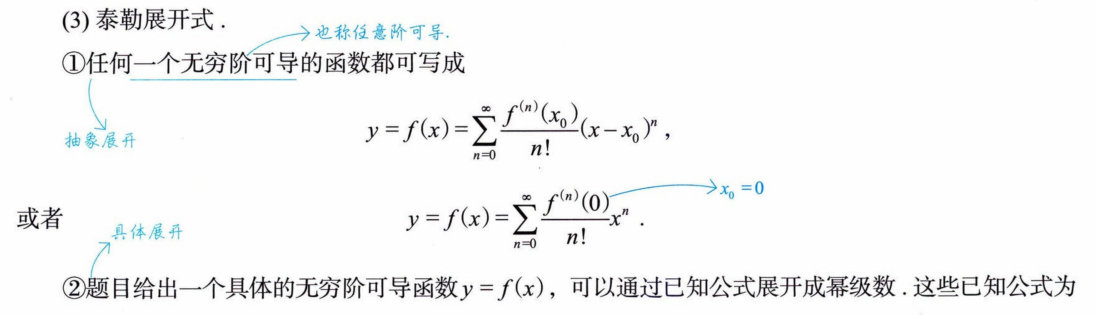 (3) 泰勒展开式.
也称任意阶可导.
①任何一个无穷阶可导的函数都可写成
抽象展开
y = f(x) = ∑_{n=0}^{∞} \frac{f^{(n)}(x_0)}{n!}(x-x_0)^n,
x_0 = 0
或者 y = f(x) = ∑_{n=0}^{∞} \frac{f^{(n)}(0)}{n!}x^n.
具体展开
②题目给出一个具体的无穷阶可导函数y = f(x),可以通过已知公式展开成幂级数.这些已知公式为